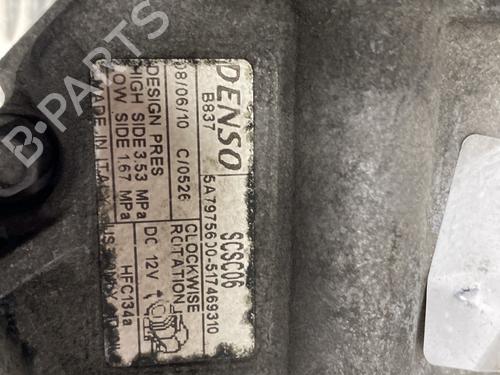 DENSO SCSC06
B837 5A7975600-517469310
08/06/10 C/0526 CLOCKWISE
ROTATION
DESIGN PRES DC 12V
HIGH SIDE 3.53 MPa
LOW SIDE 1.67 MPa HFC134a
MADE IN ITALY
B-PARTS